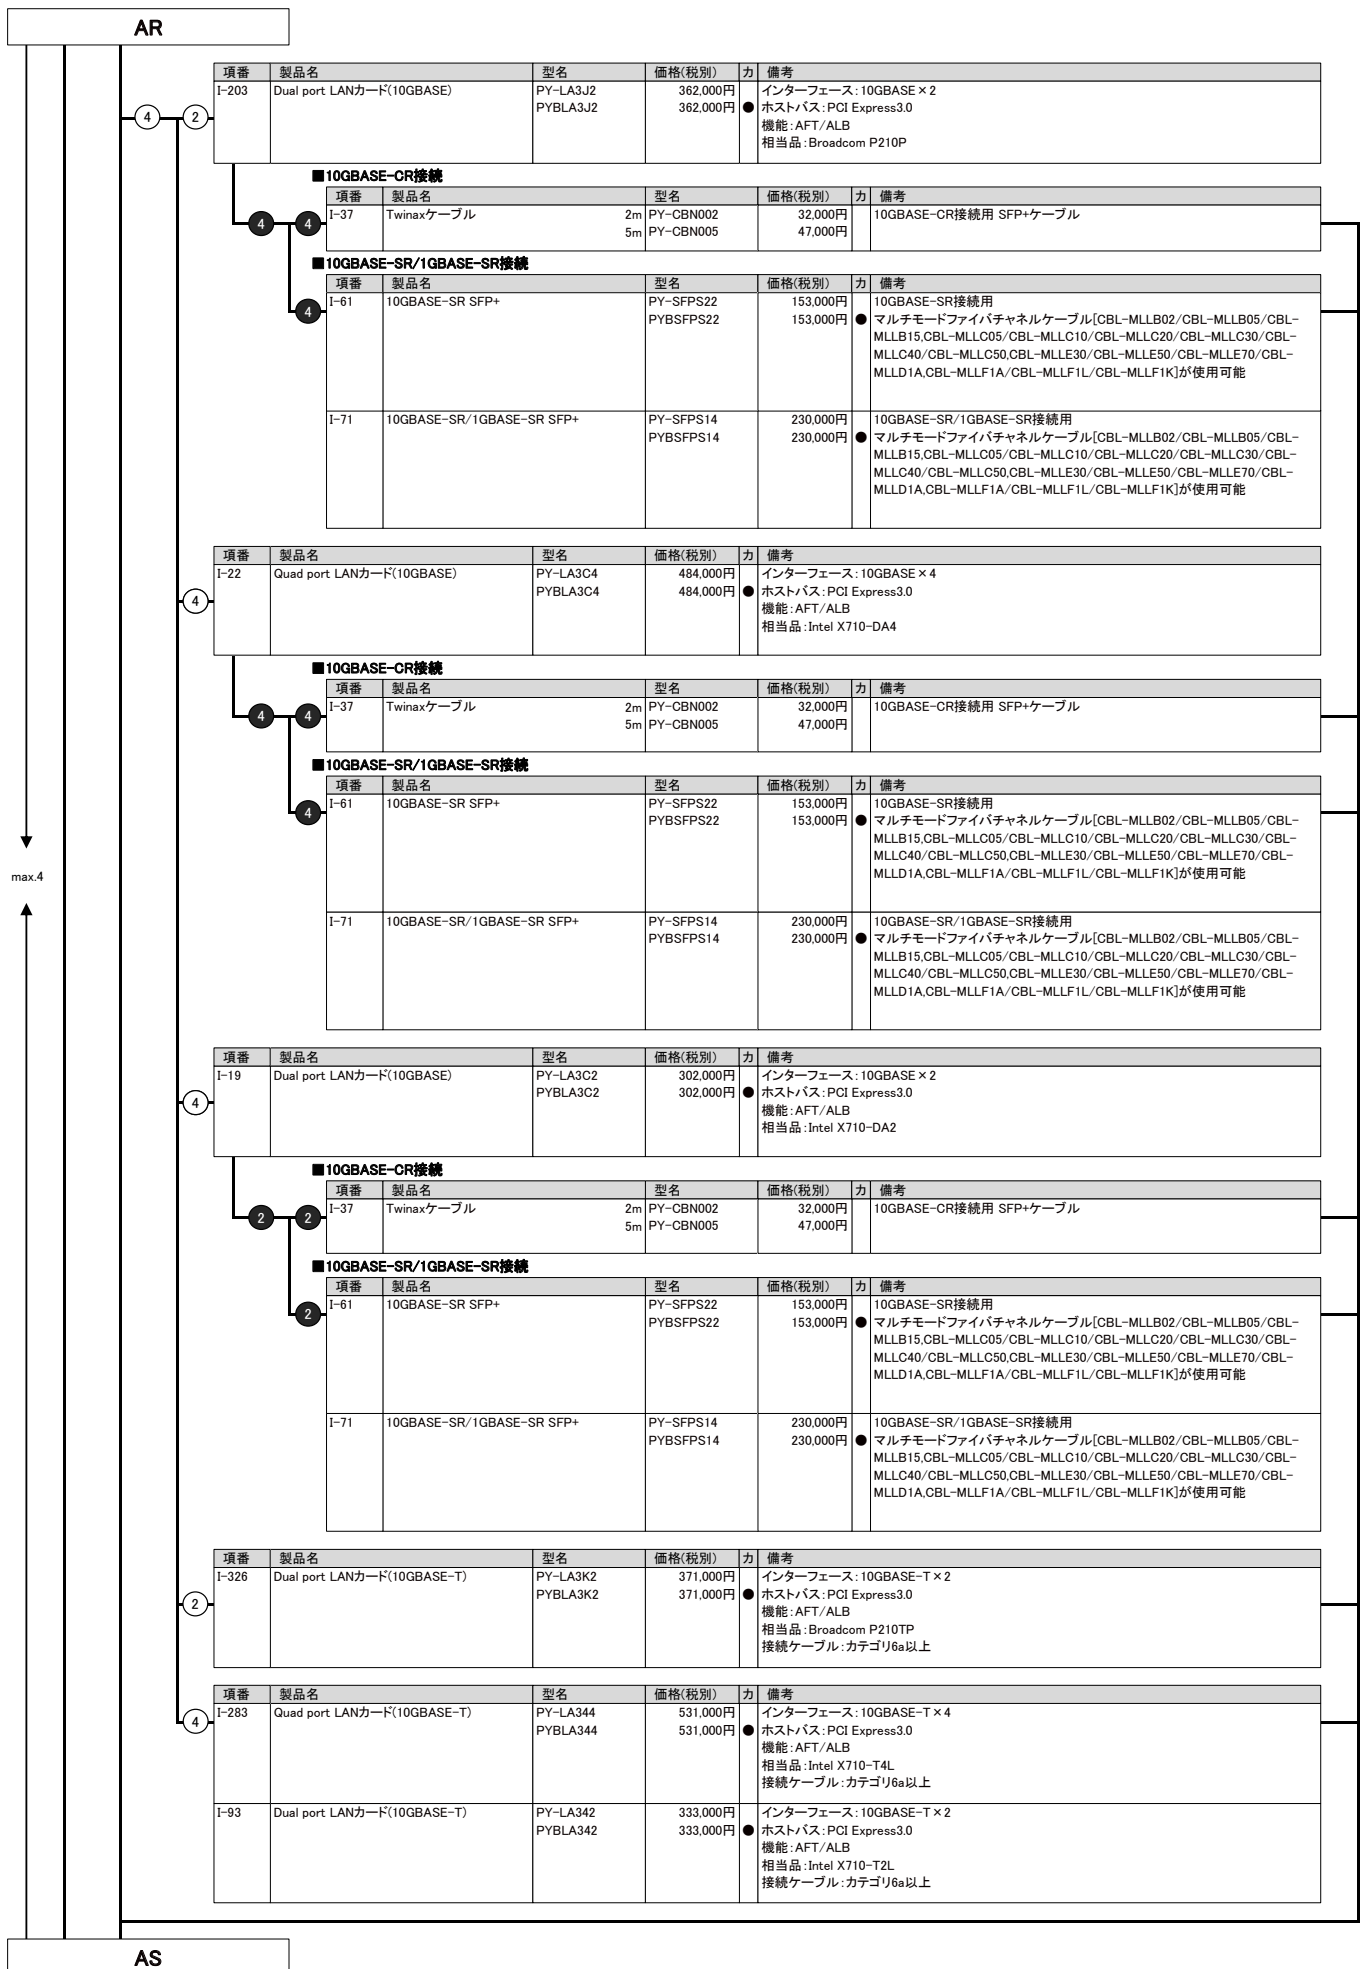 AR
項番 製品名 型名 価格(税別) カ 備考
I-203 Dual port LANカード(10GBASE) PY-LA3J2 362,000円 インターフェース:10GBASE×2
PYBLA3J2 362,000円 ● ホストバス:PCI Express3.0
機能:AFT/ALB
相当品:Broadcom P210P
4 2
■10GBASE-CR接続
項番 製品名 型名 価格(税別) カ 備考
I-37 Twinaxケーブル 2m PY-CBN002 32,000円 10GBASE-CR接続用 SFP+ケーブル
5m PY-CBN005 47,000円
4 4
■10GBASE-SR/1GBASE-SR接続
項番 製品名 型名 価格(税別) カ 備考
I-61 10GBASE-SR SFP+ PY-SFPS22 153,000円 10GBASE-SR接続用
4 PYBSFPS22 153,000円 ● マルチモードファイバチャネルケーブル[CBL-MLLB02/CBL-MLLB05/CBL-
MLLB15,CBL-MLLC05/CBL-MLLC10/CBL-MLLC20/CBL-MLLC30/CBL-
MLLC40/CBL-MLLC50,CBL-MLLE30/CBL-MLLE50/CBL-MLLE70/CBL-
MLLD1A,CBL-MLLF1A/CBL-MLLF1L/CBL-MLLF1K]が使用可能
I-71 10GBASE-SR/1GBASE-SR SFP+ PY-SFPS14 230,000円 10GBASE-SR/1GBASE-SR接続用
PYBSFPS14 230,000円 ● マルチモードファイバチャネルケーブル[CBL-MLLB02/CBL-MLLB05/CBL-
MLLB15,CBL-MLLC05/CBL-MLLC10/CBL-MLLC20/CBL-MLLC30/CBL-
MLLC40/CBL-MLLC50,CBL-MLLE30/CBL-MLLE50/CBL-MLLE70/CBL-
MLLD1A,CBL-MLLF1A/CBL-MLLF1L/CBL-MLLF1K]が使用可能
項番 製品名 型名 価格(税別) カ 備考
I-22 Quad port LANカード(10GBASE) PY-LA3C4 484,000円 インターフェース:10GBASE×4
4 PYBLA3C4 484,000円 ● ホストバス:PCI Express3.0
機能:AFT/ALB
相当品:Intel X710-DA4
■10GBASE-CR接続
項番 製品名 型名 価格(税別) カ 備考
I-37 Twinaxケーブル 2m PY-CBN002 32,000円 10GBASE-CR接続用 SFP+ケーブル
4 4 5m PY-CBN005 47,000円
■10GBASE-SR/1GBASE-SR接続
項番 製品名 型名 価格(税別) カ 備考
I-61 10GBASE-SR SFP+ PY-SFPS22 153,000円 10GBASE-SR接続用
4 PYBSFPS22 153,000円 ● マルチモードファイバチャネルケーブル[CBL-MLLB02/CBL-MLLB05/CBL-
MLLB15,CBL-MLLC05/CBL-MLLC10/CBL-MLLC20/CBL-MLLC30/CBL-
MLLC40/CBL-MLLC50,CBL-MLLE30/CBL-MLLE50/CBL-MLLE70/CBL-
MLLD1A,CBL-MLLF1A/CBL-MLLF1L/CBL-MLLF1K]が使用可能
max.4
I-71 10GBASE-SR/1GBASE-SR SFP+ PY-SFPS14 230,000円 10GBASE-SR/1GBASE-SR接続用
PYBSFPS14 230,000円 ● マルチモードファイバチャネルケーブル[CBL-MLLB02/CBL-MLLB05/CBL-
MLLB15,CBL-MLLC05/CBL-MLLC10/CBL-MLLC20/CBL-MLLC30/CBL-
MLLC40/CBL-MLLC50,CBL-MLLE30/CBL-MLLE50/CBL-MLLE70/CBL-
MLLD1A,CBL-MLLF1A/CBL-MLLF1L/CBL-MLLF1K]が使用可能
項番 製品名 型名 価格(税別) カ 備考
I-19 Dual port LANカード(10GBASE) PY-LA3C2 302,000円 インターフェース:10GBASE×2
4 PYBLA3C2 302,000円 ● ホストバス:PCI Express3.0
機能:AFT/ALB
相当品:Intel X710-DA2
■10GBASE-CR接続
項番 製品名 型名 価格(税別) カ 備考
I-37 Twinaxケーブル 2m PY-CBN002 32,000円 10GBASE-CR接続用 SFP+ケーブル
2 2 5m PY-CBN005 47,000円
■10GBASE-SR/1GBASE-SR接続
項番 製品名 型名 価格(税別) カ 備考
I-61 10GBASE-SR SFP+ PY-SFPS22 153,000円 10GBASE-SR接続用
2 PYBSFPS22 153,000円 ● マルチモードファイバチャネルケーブル[CBL-MLLB02/CBL-MLLB05/CBL-
MLLB15,CBL-MLLC05/CBL-MLLC10/CBL-MLLC20/CBL-MLLC30/CBL-
MLLC40/CBL-MLLC50,CBL-MLLE30/CBL-MLLE50/CBL-MLLE70/CBL-
MLLD1A,CBL-MLLF1A/CBL-MLLF1L/CBL-MLLF1K]が使用可能
I-71 10GBASE-SR/1GBASE-SR SFP+ PY-SFPS14 230,000円 10GBASE-SR/1GBASE-SR接続用
PYBSFPS14 230,000円 ● マルチモードファイバチャネルケーブル[CBL-MLLB02/CBL-MLLB05/CBL-
MLLB15,CBL-MLLC05/CBL-MLLC10/CBL-MLLC20/CBL-MLLC30/CBL-
MLLC40/CBL-MLLC50,CBL-MLLE30/CBL-MLLE50/CBL-MLLE70/CBL-
MLLD1A,CBL-MLLF1A/CBL-MLLF1L/CBL-MLLF1K]が使用可能
項番 製品名 型名 価格(税別) カ 備考
I-326 Dual port LANカード(10GBASE-T) PY-LA3K2 371,000円 インターフェース:10GBASE-T×2
2 PYBLA3K2 371,000円 ● ホストバス:PCI Express3.0
機能:AFT/ALB
相当品:Broadcom P210TP
接続ケーブル:カテゴリ6a以上
項番 製品名 型名 価格(税別) カ 備考
I-283 Quad port LANカード(10GBASE-T) PY-LA344 531,000円 インターフェース:10GBASE-T×4
4 PYBLA344 531,000円 ● ホストバス:PCI Express3.0
機能:AFT/ALB
相当品:Intel X710-T4L
接続ケーブル:カテゴリ6a以上
I-93 Dual port LANカード(10GBASE-T) PY-LA342 333,000円 インターフェース:10GBASE-T×2
PYBLA342 333,000円 ● ホストバス:PCI Express3.0
機能:AFT/ALB
相当品:Intel X710-T2L
接続ケーブル:カテゴリ6a以上
AS